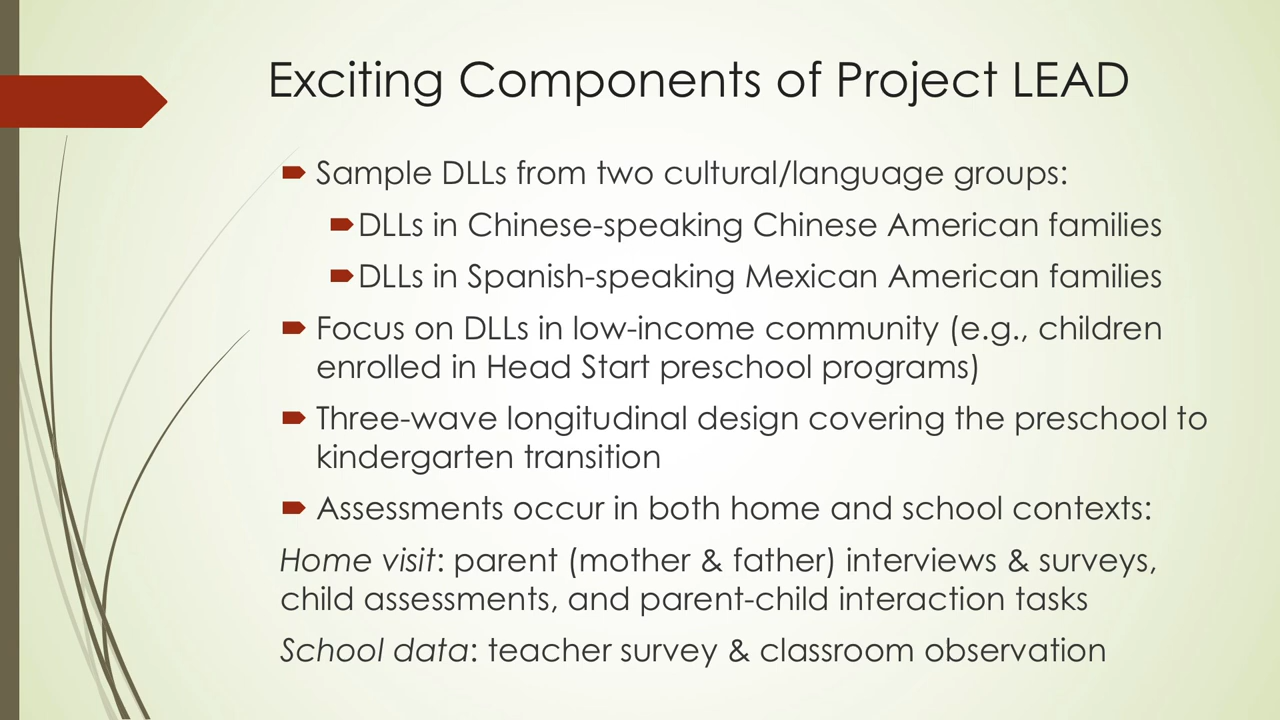 Exciting Components of Project LEAD
Sample DLLs from two cultural/language groups:
DLLs in Chinese-speaking Chinese American families
DLLs in Spanish-speaking Mexican American families
Focus on DLLs in low-income community (e.g., children
enrolled in Head Start preschool programs)
Three-wave longitudinal design covering the preschool to
kindergarten transition
Assessments occur in both home and school contexts:
Home visit: parent (mother & father) interviews & surveys,
child assessments, and parent-child interaction tasks
School data: teacher survey & classroom observation